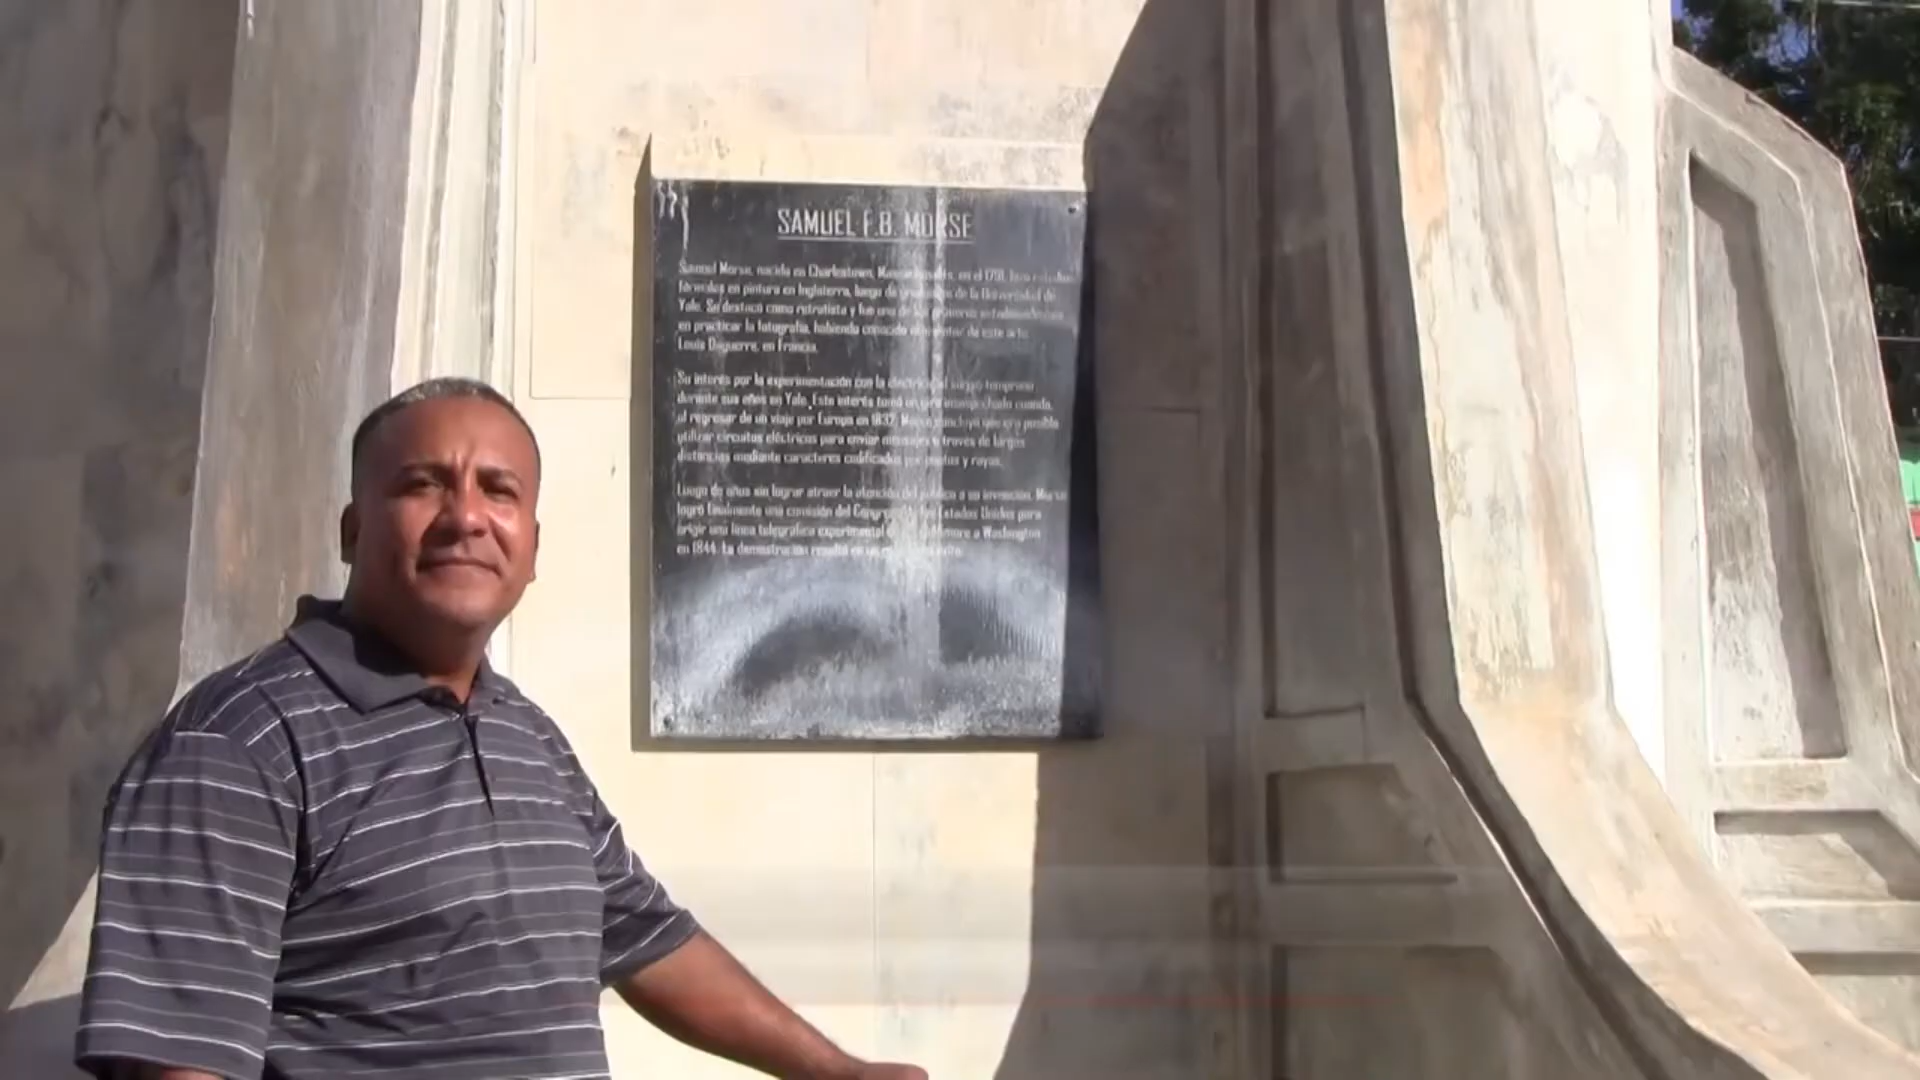 SAMUEL F.B. MORSE
Samuel Morse, nacido en Charlestown, Massachusetts, en el 1791, hizo estudios
formales en pintura en Inglaterra, luego de graduarse de la Universidad de
Yale. Se destacó como retratista y fue uno de los primeros estadounidenses
en practicar la fotografía, habiendo conocido al inventor de este arte,
Louis Daguerre, en Francia.
Su interés por la experimentación con la electricidad surgió temprano
durante sus años en Yale. Este interés tomó un giro insospechado cuando,
al regresar de un viaje por Europa en 1832, Morse concluyó que era posible
utilizar circuitos eléctricos para enviar mensajes a través de largas
distancias mediante caracteres codificados por puntos y rayas.
Luego de años sin lograr atraer la atención del público a su invención, Morse
logró finalmente una comisión del Congreso de los Estados Unidos para
erigir una línea telegráfica experimental de Baltimore a Washington
en 1844. La demostración resultó en un éxito.